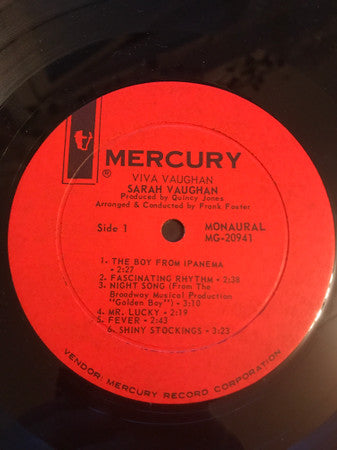 ® MERCURY
VIVA VAUGHAN
SARAH VAUGHAN
Produced by Quincy Jones
Arranged & Conducted by Frank Foster
Side 1
MONAURAL
MG-20941
1. THE BOY FROM IPANEMA
• 2:27
2. FASCINATING RHYTHM • 2:38
3. NIGHT SONG (From The
Broadway Musical Production
"Golden Boy") • 3:10
4. MR. LUCKY • 2:19
5. FEVER • 2:43
6. SHINY STOCKINGS • 3:23
VENDOR: MERCURY RECORD CORPORATION